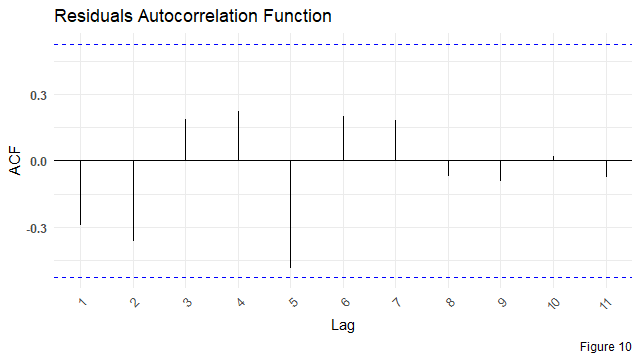 Residuals Autocorrelation Function
0.3
0.0
-0.3
ACF
1 2 3 4 5 6 7 8 9 10 11
Lag
Figure 10